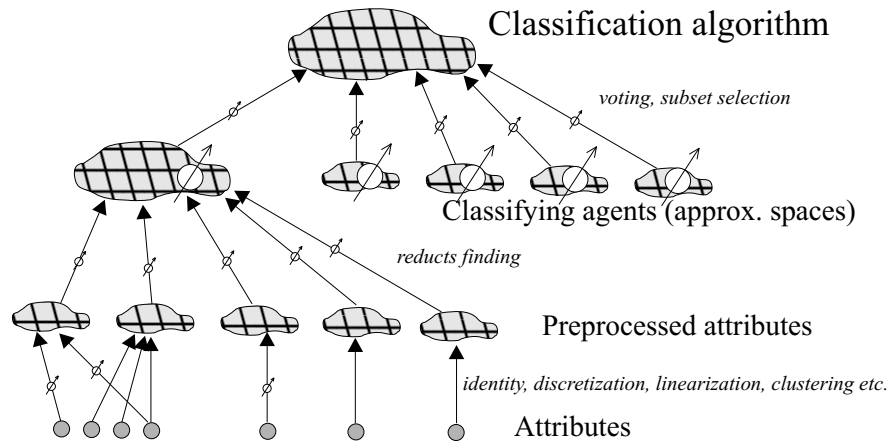 Classification algorithm
voting, subset selection
Classifying agents (approx. spaces)
reducts finding
Preprocessed attributes
identity, discretization, linearization, clustering etc.
Attributes